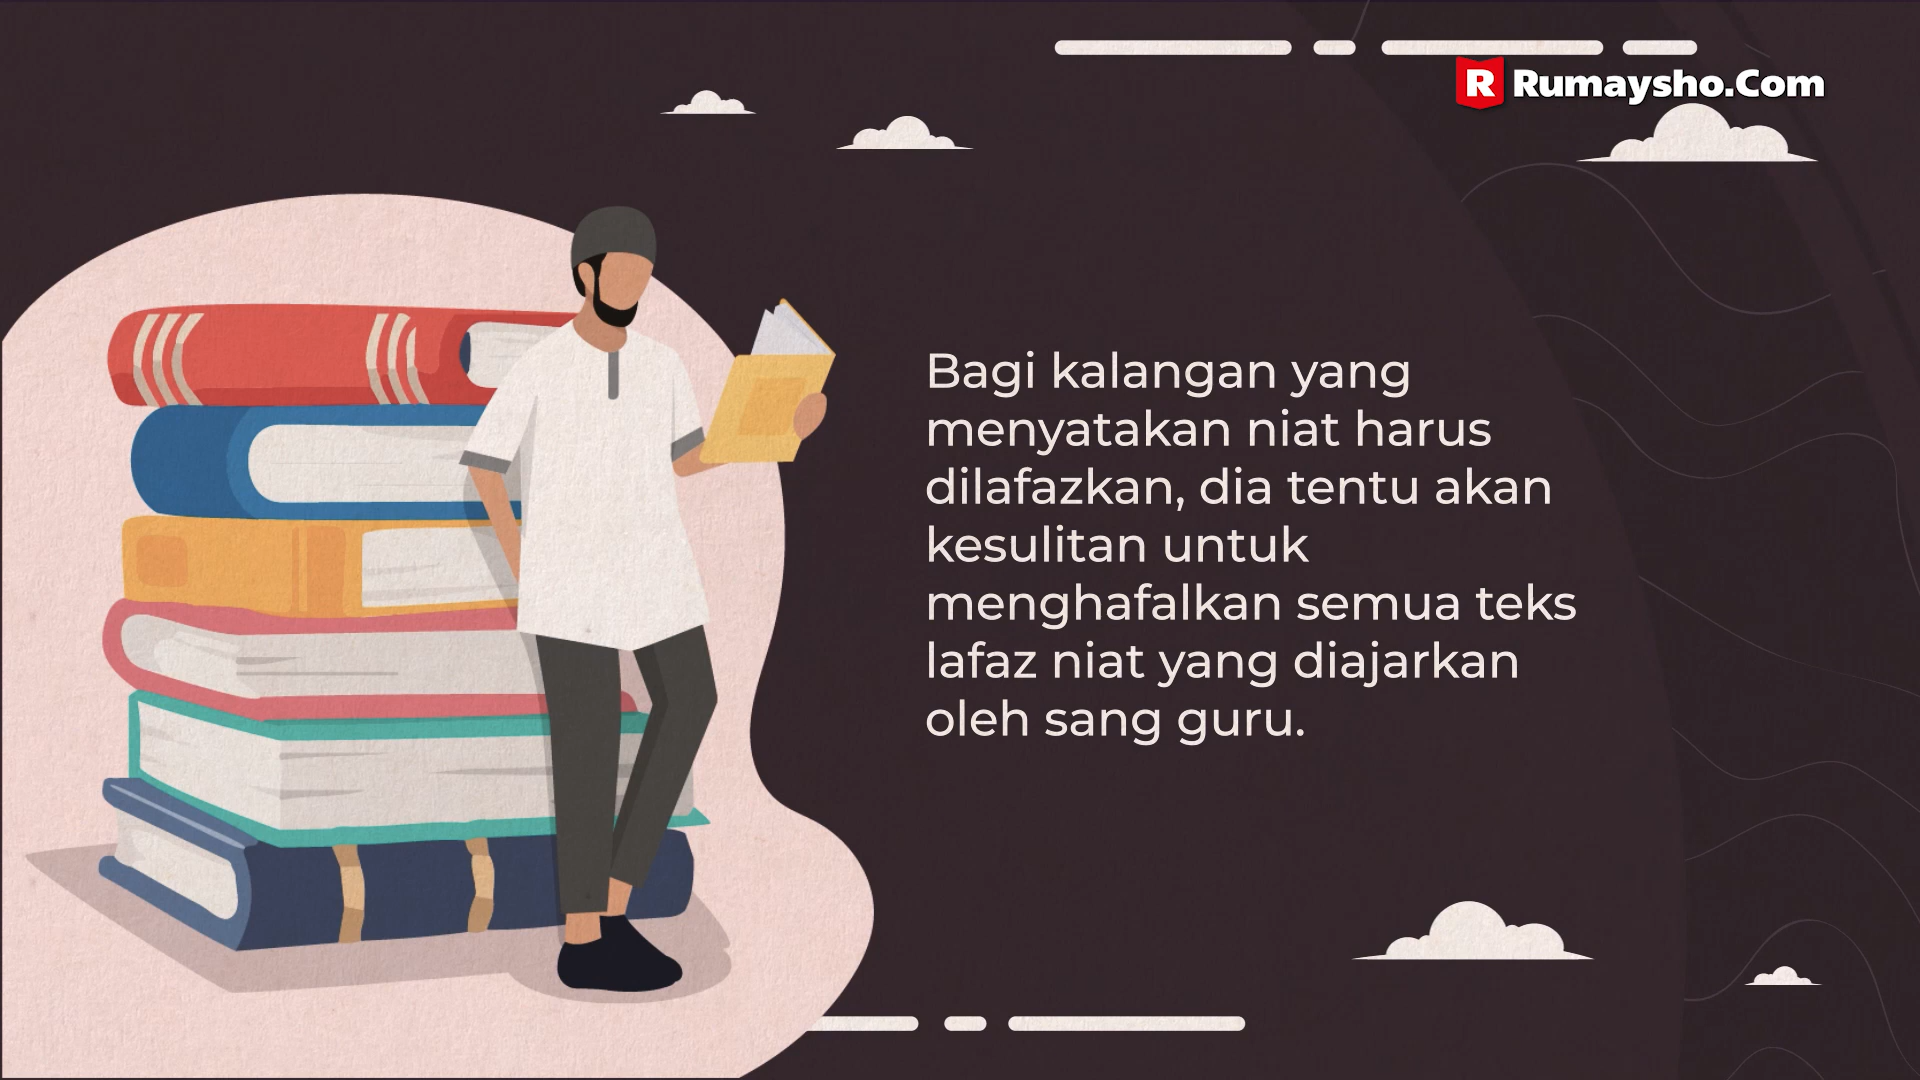 R Rumaysho.Com
Bagi kalangan yang
menyatakan niat harus
dilafazkan, dia tentu akan
kesulitan untuk
menghafalkan semua teks
lafaz niat yang diajarkan
oleh sang guru.